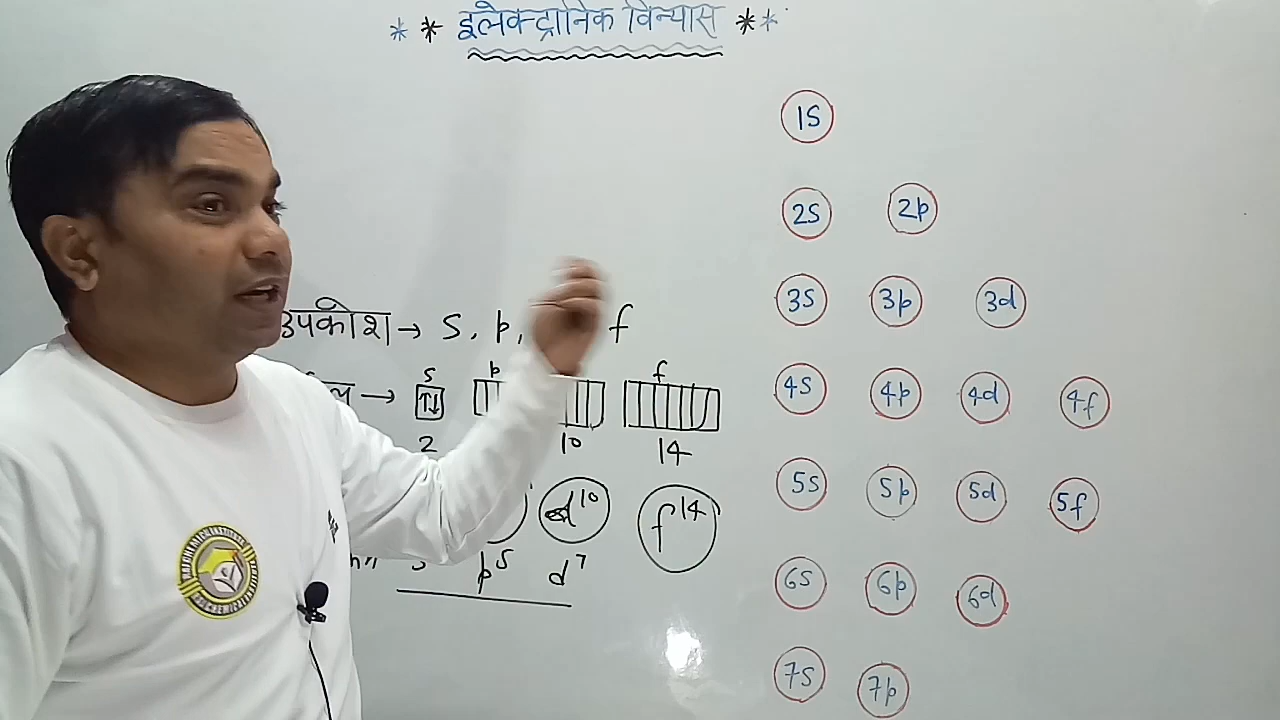 ** इलेक्ट्रानिक विन्यास **
1S
2S 2p
3S 3p 3d
उपकोश → S, p, f
4S 4p 4d 4f
→ S p f
↑↓
2 10 14
5S 5p 5d 5f
d¹⁰ f¹⁴
p⁵ d⁷
6S 6p 6d
7S 7p